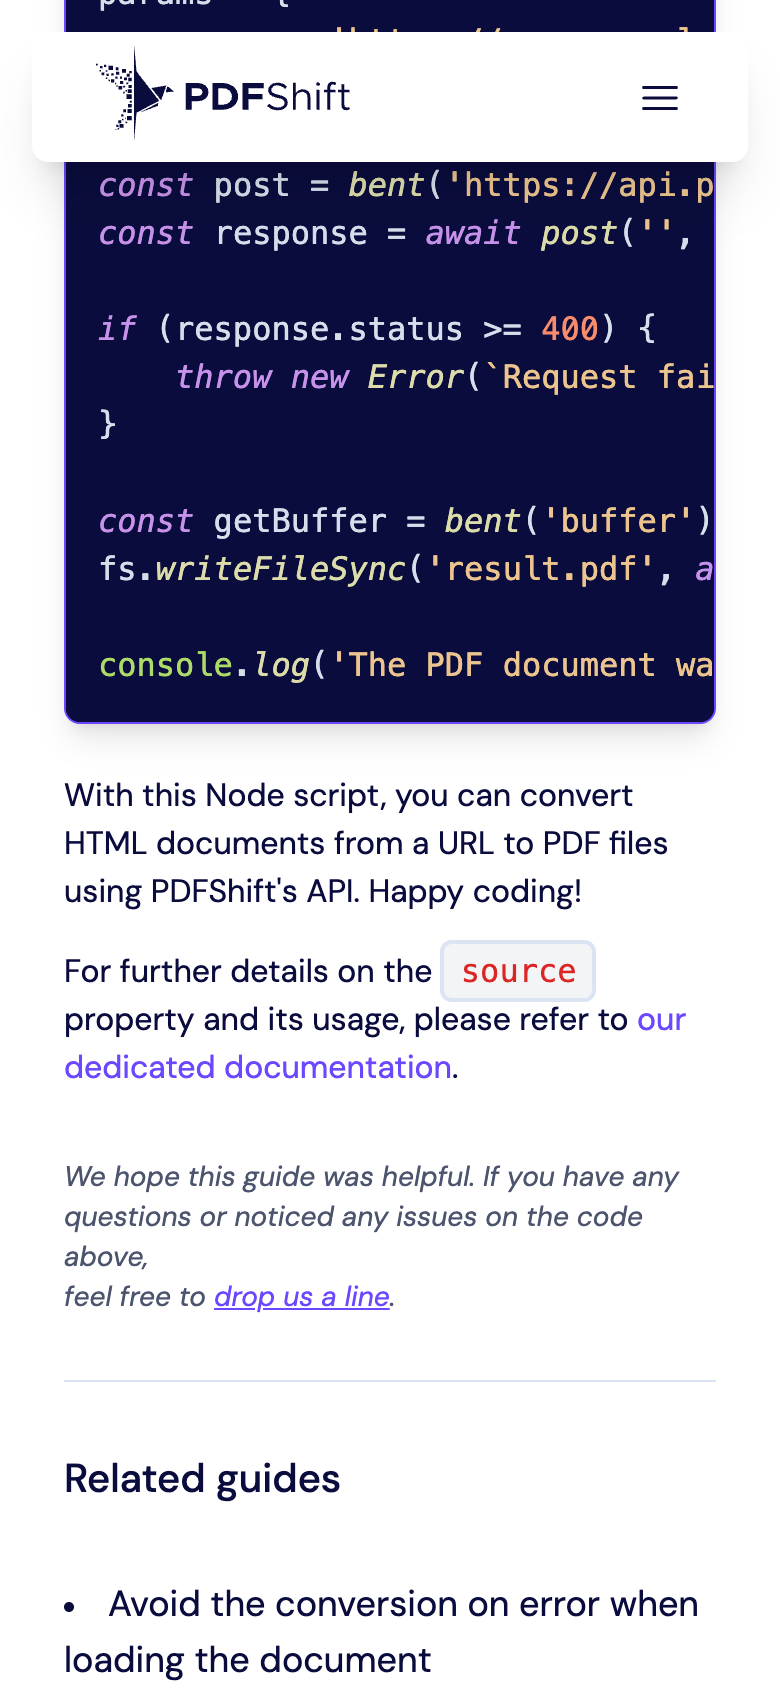 PDFShift
const post = bent('https://api.p
const response = await post('',
if (response.status >= 400) {
throw new Error(`Request fai
}
const getBuffer = bent('buffer')
fs.writeFileSync('result.pdf', a
console.log('The PDF document wa
With this Node script, you can convert
HTML documents from a URL to PDF files
using PDFShift's API. Happy coding!
For further details on the source
property and its usage, please refer to our
dedicated documentation.
We hope this guide was helpful. If you have any
questions or noticed any issues on the code
above,
feel free to drop us a line.
Related guides
• Avoid the conversion on error when
loading the document